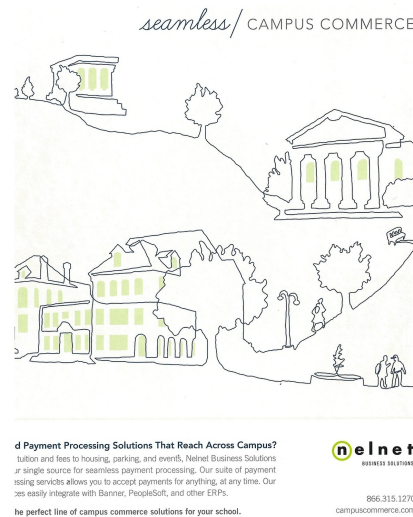 seamless / CAMPUS COMMERCE
d Payment Processing Solutions That Reach Across Campus?
tuition and fees to housing, parking, and events, Nelnet Business Solutions
ur single source for seamless payment processing. Our suite of payment
ssing services allows you to accept payments for anything, at any time. Our
ces easily integrate with Banner, PeopleSoft, and other ERPs.
he perfect line of campus commerce solutions for your school.
nelnet
BUSINESS SOLUTIONS
866.315.1270
campuscommerce.com